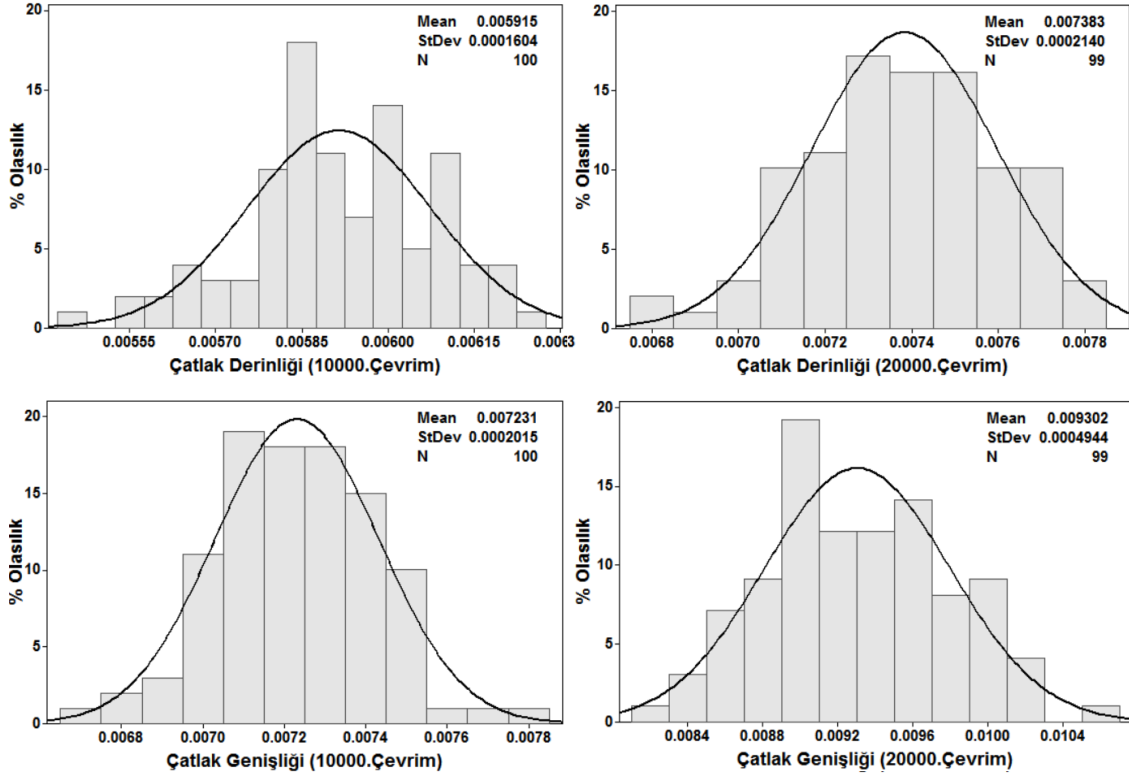 Mean 0.005915
StDev 0.0001604
N 100
20
15
10
5
0
% Olasılık
0.00555 0.00570 0.00585 0.00600 0.00615 0.0063
Çatlak Derinliği (10000.Çevrim)
Mean 0.007383
StDev 0.0002140
N 99
20
15
10
5
0
% Olasılık
0.0068 0.0070 0.0072 0.0074 0.0076 0.0078
Çatlak Derinliği (20000.Çevrim)
Mean 0.007231
StDev 0.0002015
N 100
20
15
10
5
0
% Olasılık
0.0068 0.0070 0.0072 0.0074 0.0076 0.0078
Çatlak Genişliği (10000.Çevrim)
Mean 0.009302
StDev 0.0004944
N 99
20
15
10
5
0
% Olasılık
0.0084 0.0088 0.0092 0.0096 0.0100 0.0104
Çatlak Genişliği (20000.Çevrim)